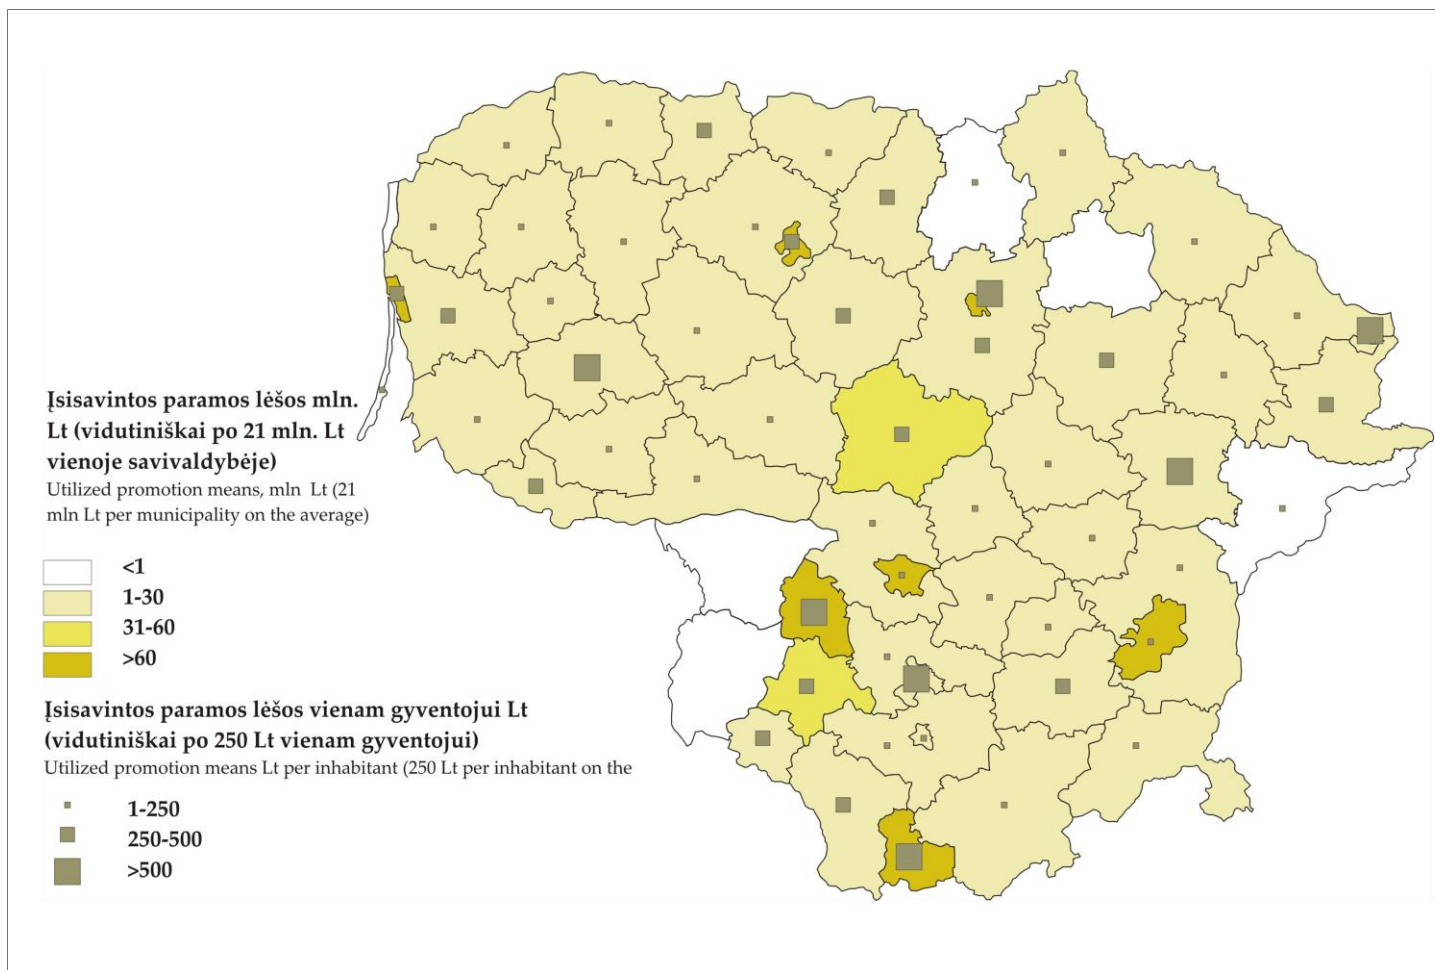 Įsisavintos paramos lėšos mln.
Lt (vidutiniškai po 21 mln. Lt
vienoje savivaldybėje)
Utilized promotion means, mln Lt (21
mln Lt per municipality on the average)
<1
1-30
31-60
>60
Įsisavintos paramos lėšos vienam gyventojui Lt
(vidutiniškai po 250 Lt vienam gyventojui)
Utilized promotion means Lt per inhabitant (250 Lt per inhabitant on the
1-250
250-500
>500